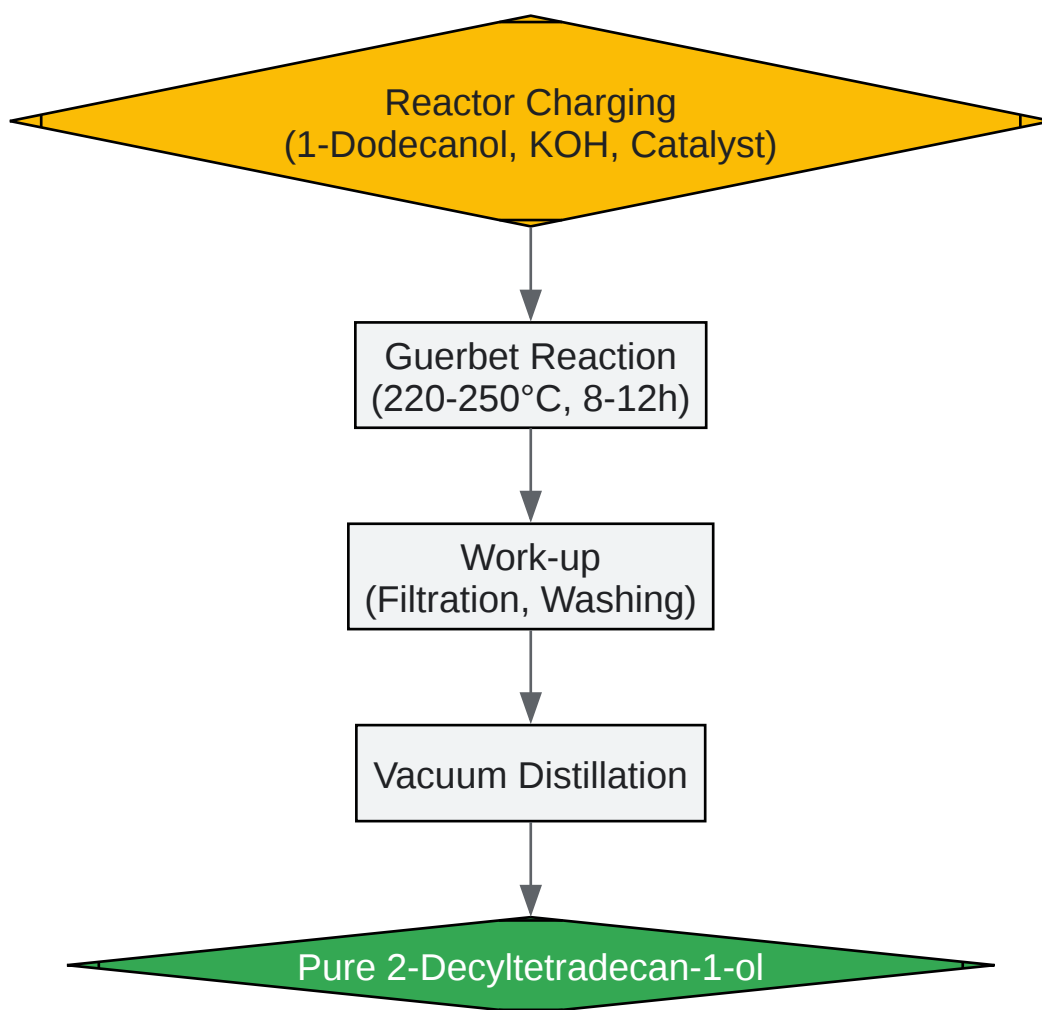 Reactor Charging
(1-Dodecanol, KOH, Catalyst)
Guerbet Reaction
(220-250°C, 8-12h)
Work-up
(Filtration, Washing)
Vacuum Distillation
Pure 2-Decyltetradecan-1-ol